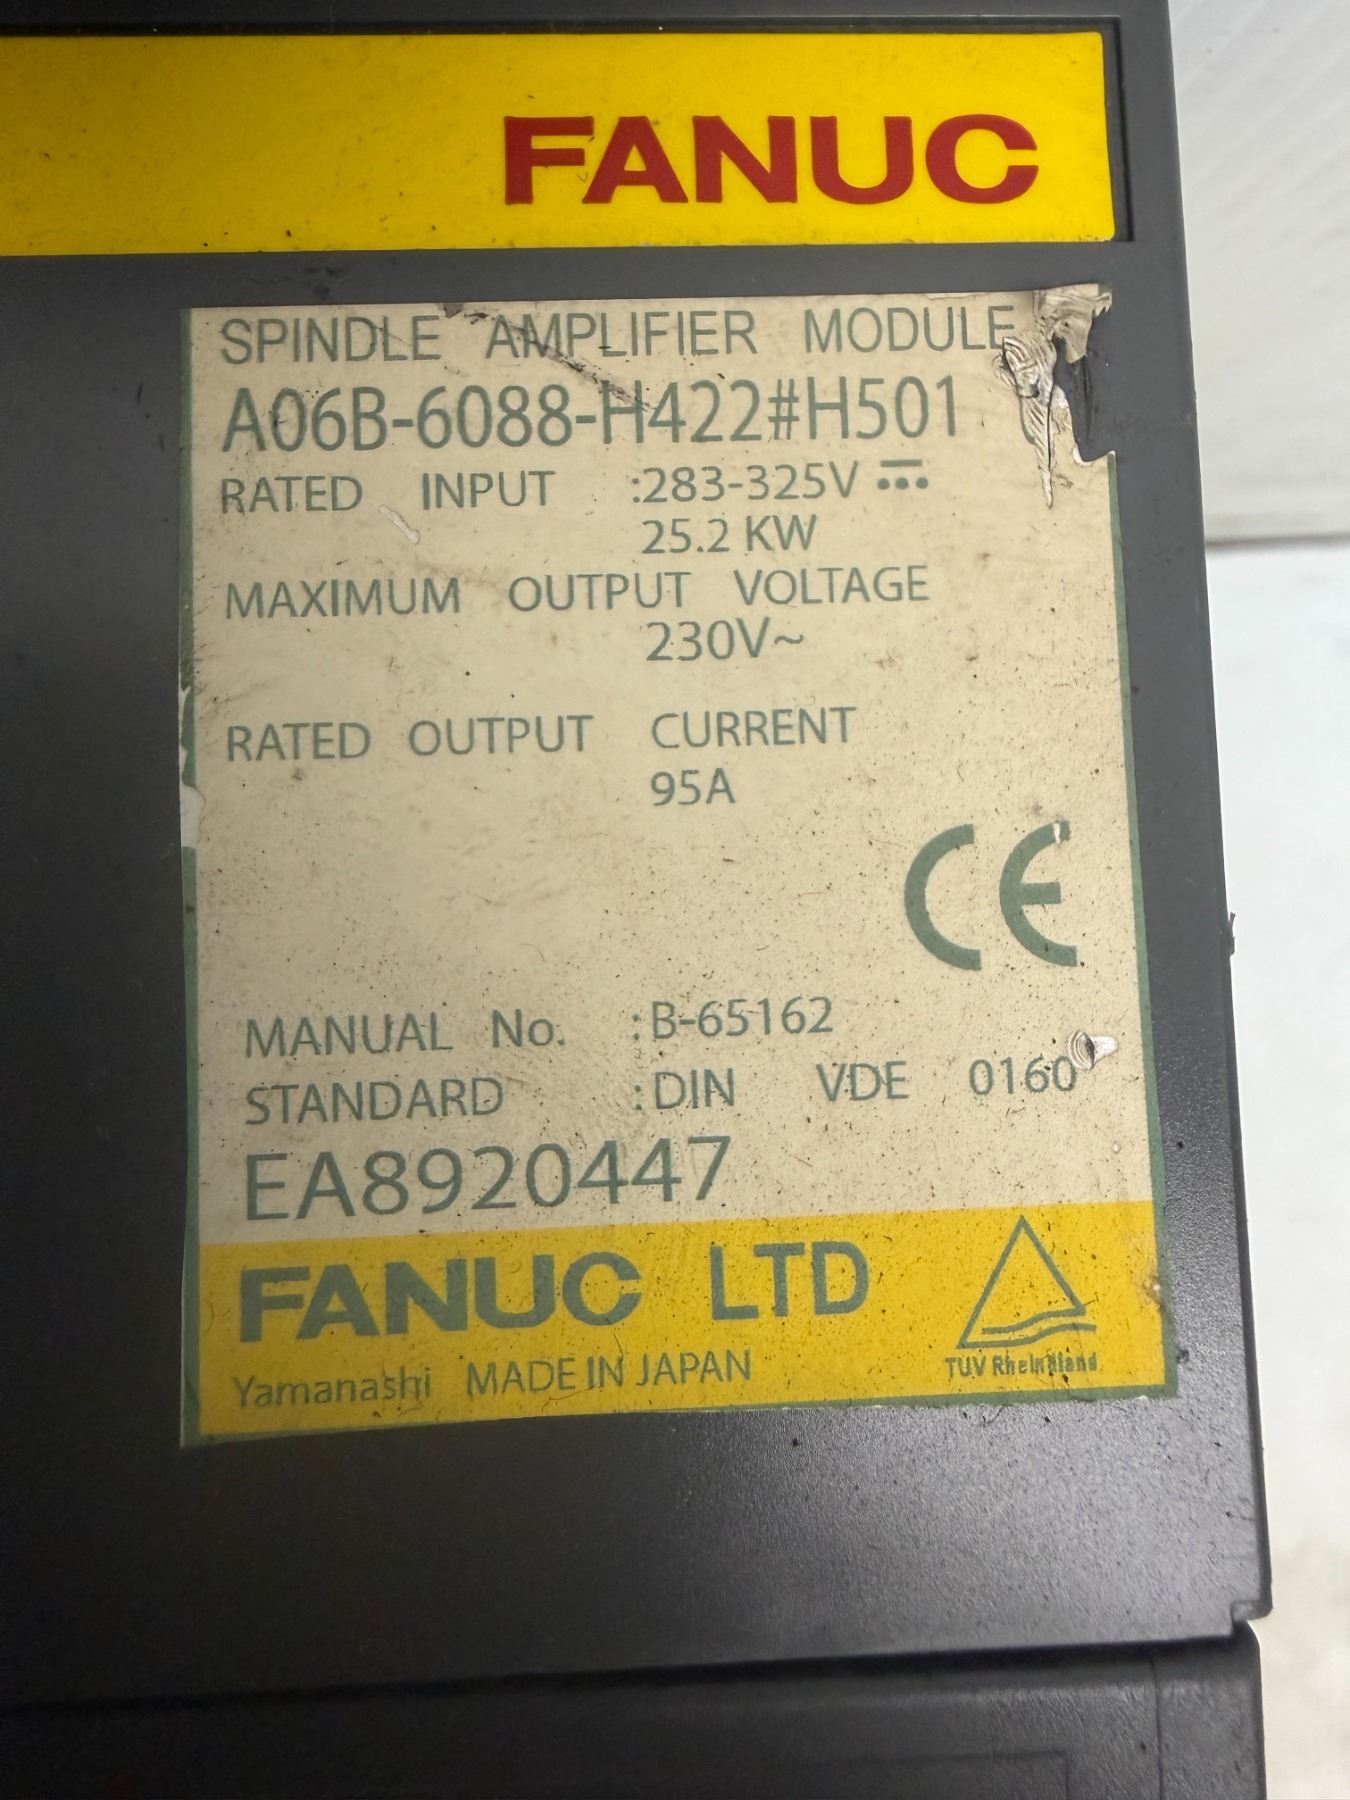 FANUC
SPINDLE AMPLIFIER MODULE
A06B-6088-H422#H501
RATED INPUT :283-325V
25.2 KW
MAXIMUM OUTPUT VOLTAGE
230V~
RATED OUTPUT CURRENT
95A
CE
MANUAL No. :B-65162
STANDARD :DIN VDE 0160
EA8920447
FANUC LTD
Yamanashi MADE IN JAPAN
TUV Rheinland